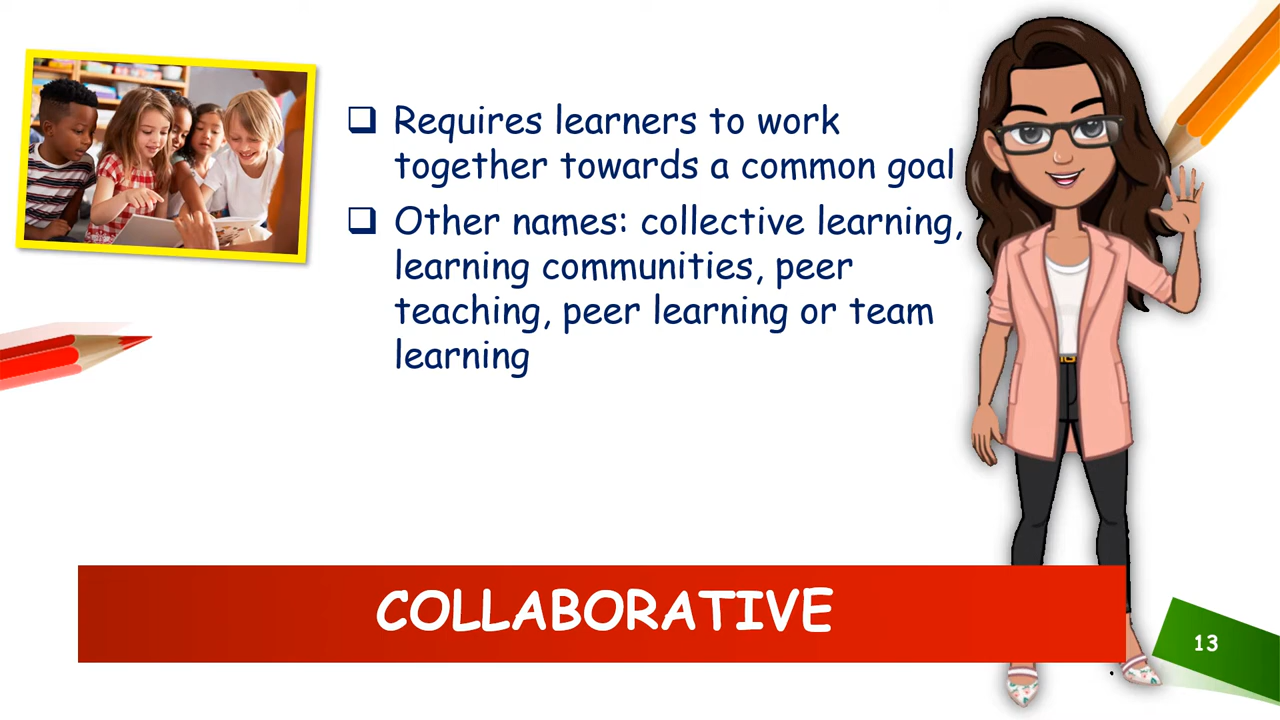 Requires learners to work
together towards a common goal
Other names: collective learning,
learning communities, peer
teaching, peer learning or team
learning
COLLABORATIVE
13